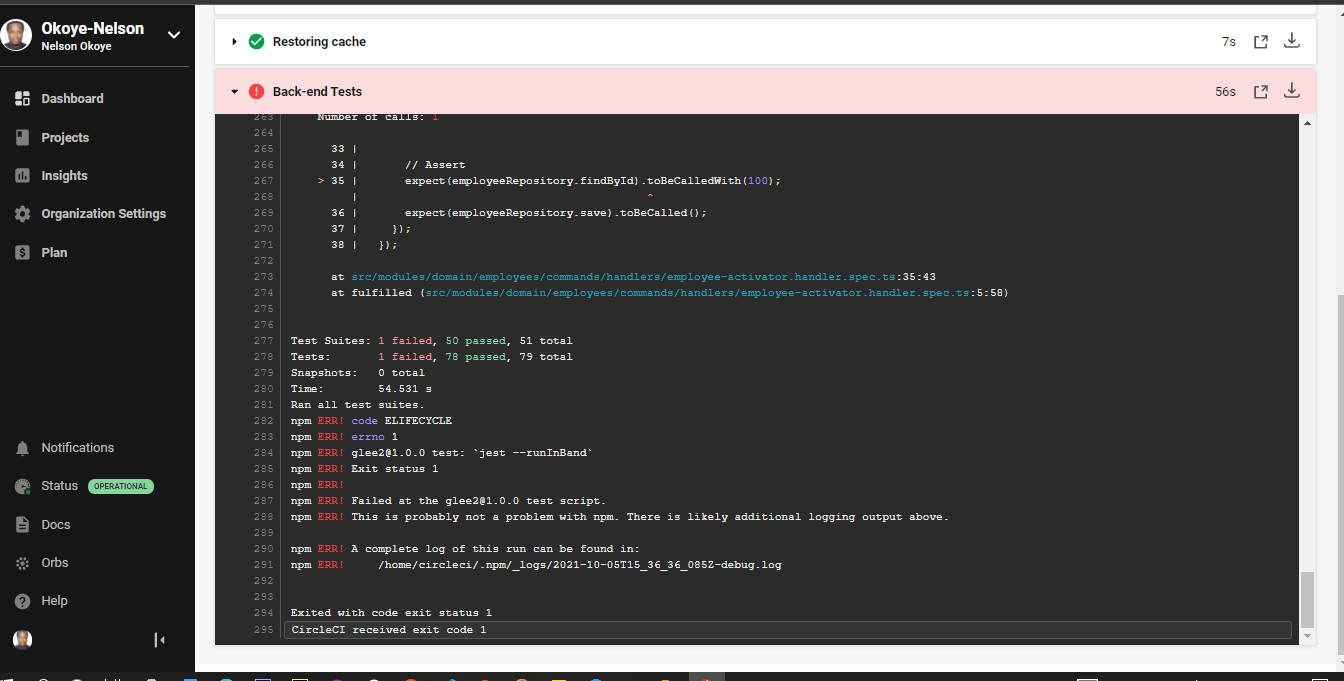 Okoye-Nelson
Nelson Okoye
Dashboard
Projects
Insights
Organization Settings
Plan
Notifications
Status OPERATIONAL
Docs
Orbs
Help
Restoring cache 7s
Back-end Tests 56s
263 Number of calls: 1
264
265 33 |
266 34 | // Assert
267 > 35 | expect(employeeRepository.findById).toBeCalledWith(100);
268 | ^
269 36 | expect(employeeRepository.save).toBeCalled();
270 37 | });
271 38 | });
272
273 at src/modules/domain/employees/commands/handlers/employee-activator.handler.spec.ts:35:43
274 at fulfilled (src/modules/domain/employees/commands/handlers/employee-activator.handler.spec.ts:5:58)
275
276
277 Test Suites: 1 failed, 50 passed, 51 total
278 Tests: 1 failed, 78 passed, 79 total
279 Snapshots: 0 total
280 Time: 54.531 s
281 Ran all test suites.
282 npm ERR! code ELIFECYCLE
283 npm ERR! errno 1
284 npm ERR! glee2@1.0.0 test: `jest --runInBand`
285 npm ERR! Exit status 1
286 npm ERR!
287 npm ERR! Failed at the glee2@1.0.0 test script.
288 npm ERR! This is probably not a problem with npm. There is likely additional logging output above.
289
290 npm ERR! A complete log of this run can be found in:
291 npm ERR! /home/circleci/.npm/_logs/2021-10-05T15_36_36_085Z-debug.log
292
293
294 Exited with code exit status 1
295 CircleCI received exit code 1